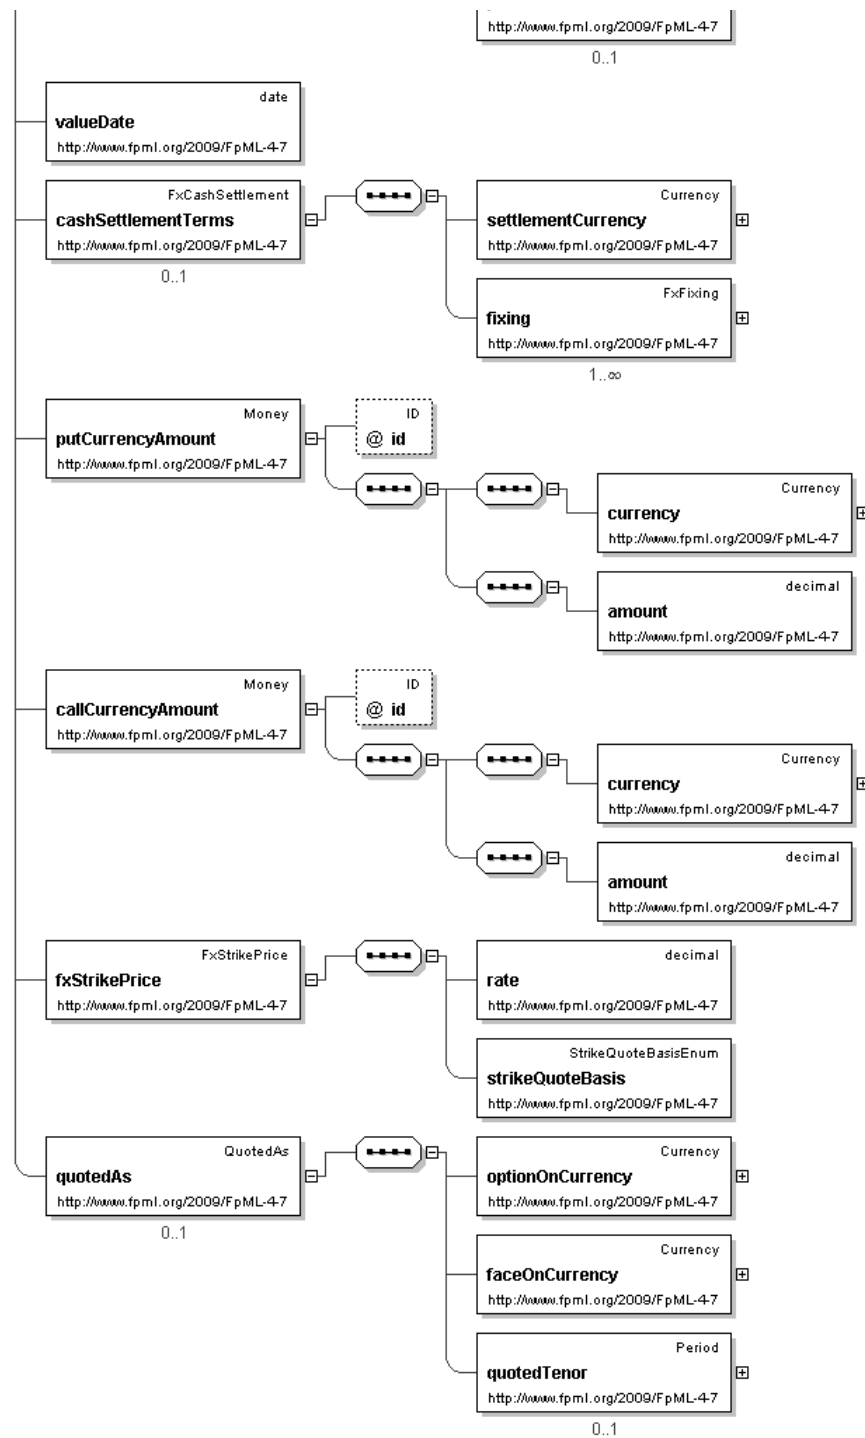 http://www.fpml.org/2009/FpML-4-7
0..1
date
valueDate
http://www.fpml.org/2009/FpML-4-7
FxCashSettlement
cashSettlementTerms
http://www.fpml.org/2009/FpML-4-7
0..1
Currency
settlementCurrency
http://www.fpml.org/2009/FpML-4-7
FxFixing
fixing
http://www.fpml.org/2009/FpML-4-7
1..∞
Money
putCurrencyAmount
http://www.fpml.org/2009/FpML-4-7
ID
@ id
Currency
currency
http://www.fpml.org/2009/FpML-4-7
decimal
amount
http://www.fpml.org/2009/FpML-4-7
Money
callCurrencyAmount
http://www.fpml.org/2009/FpML-4-7
ID
@ id
Currency
currency
http://www.fpml.org/2009/FpML-4-7
decimal
amount
http://www.fpml.org/2009/FpML-4-7
FxStrikePrice
fxStrikePrice
http://www.fpml.org/2009/FpML-4-7
decimal
rate
http://www.fpml.org/2009/FpML-4-7
StrikeQuoteBasisEnum
strikeQuoteBasis
http://www.fpml.org/2009/FpML-4-7
QuotedAs
quotedAs
http://www.fpml.org/2009/FpML-4-7
0..1
Currency
optionOnCurrency
http://www.fpml.org/2009/FpML-4-7
Currency
faceOnCurrency
http://www.fpml.org/2009/FpML-4-7
Period
quotedTenor
http://www.fpml.org/2009/FpML-4-7
0..1